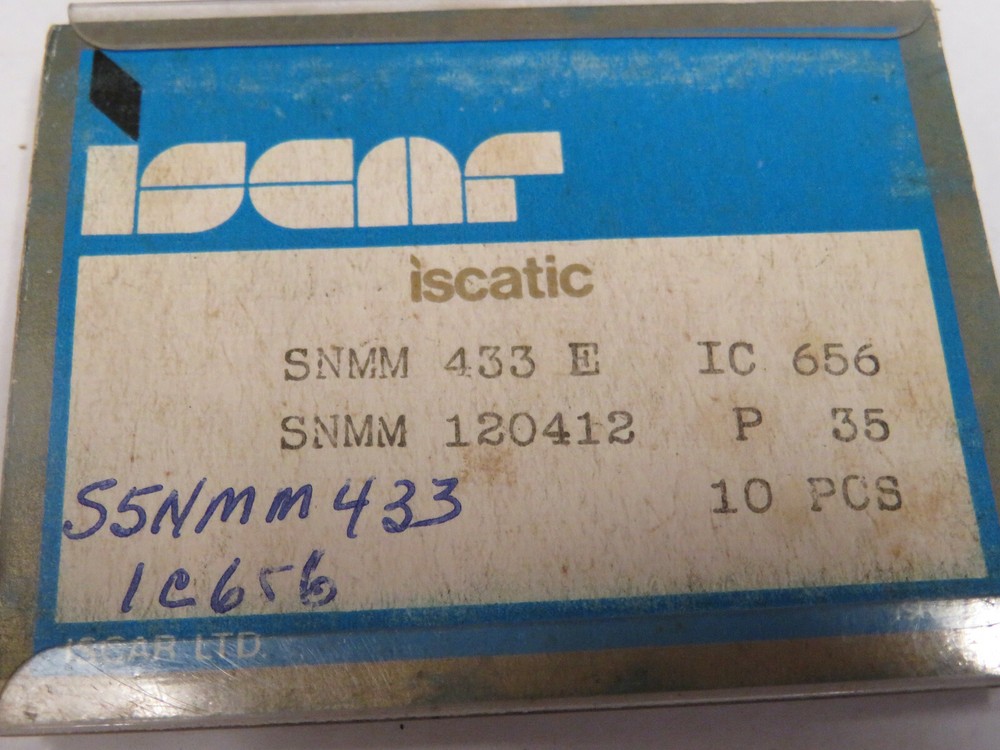 iscar
iscatic
SNMM 433 E IC 656
SNMM 120412 P 35
10 PCS
S5NMM433
IC656
ISCAR LTD.